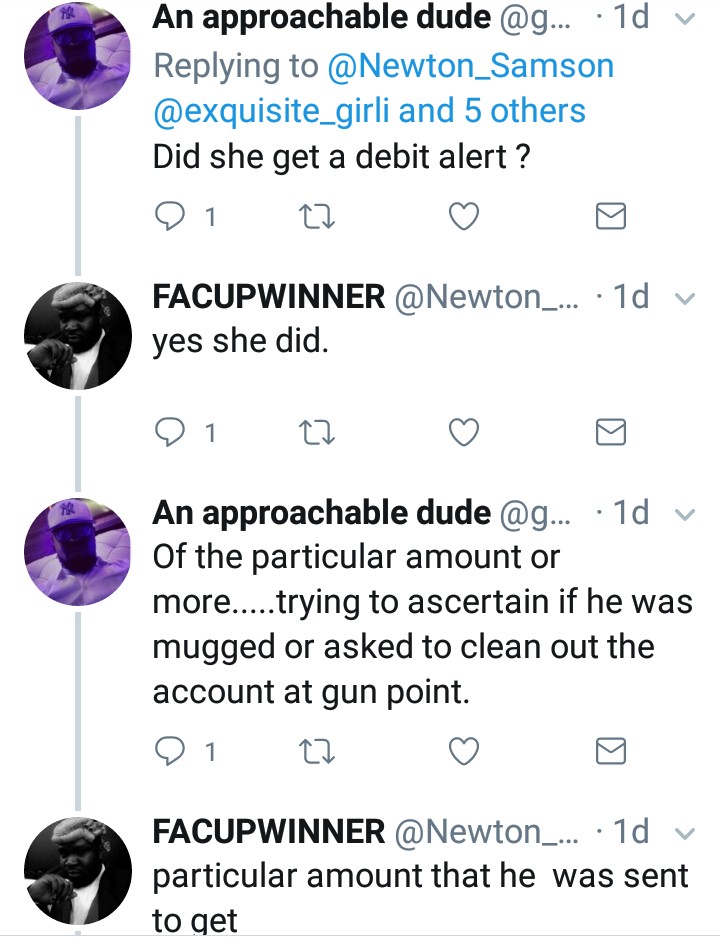 An approachable dude @g... · 1d
Replying to @Newton_Samson
@exquisite_girli and 5 others
Did she get a debit alert ?
1
FACUPWINNER @Newton_... · 1d
yes she did.
1
An approachable dude @g... · 1d
Of the particular amount or
more.....trying to ascertain if he was
mugged or asked to clean out the
account at gun point.
1
FACUPWINNER @Newton_... · 1d
particular amount that he  was sent
to get